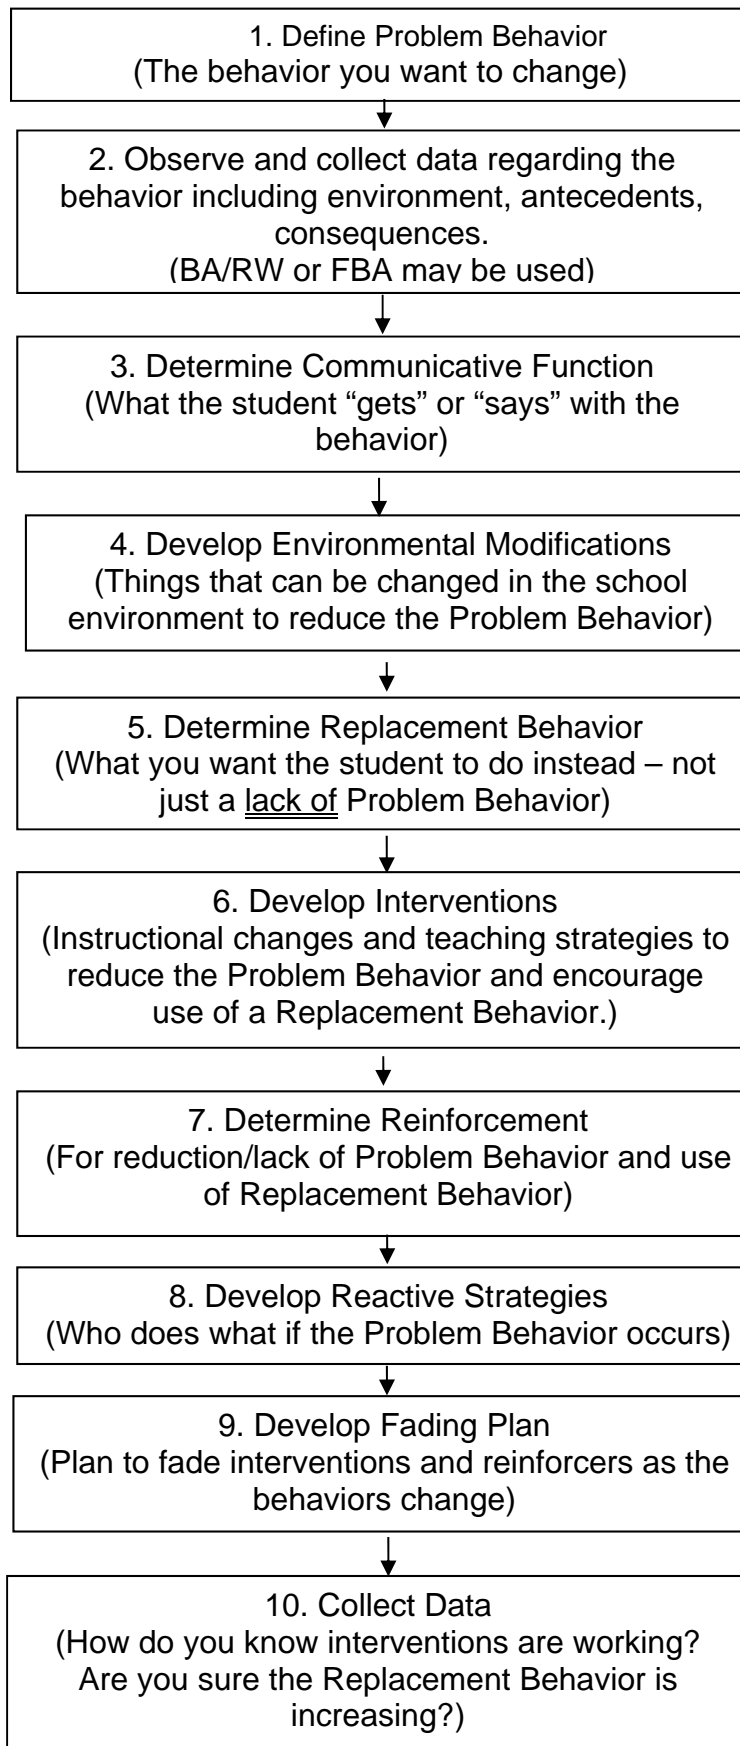 1. Define Problem Behavior
(The behavior you want to change)
2. Observe and collect data regarding the
behavior including environment, antecedents,
consequences.
(BA/RW or FBA may be used)
3. Determine Communicative Function
(What the student “gets” or “says” with the
behavior)
4. Develop Environmental Modifications
(Things that can be changed in the school
environment to reduce the Problem Behavior)
5. Determine Replacement Behavior
(What you want the student to do instead – not
just a lack of Problem Behavior)
6. Develop Interventions
(Instructional changes and teaching strategies to
reduce the Problem Behavior and encourage
use of a Replacement Behavior.)
7. Determine Reinforcement
(For reduction/lack of Problem Behavior and use
of Replacement Behavior)
8. Develop Reactive Strategies
(Who does what if the Problem Behavior occurs)
9. Develop Fading Plan
(Plan to fade interventions and reinforcers as the
behaviors change)
10. Collect Data
(How do you know interventions are working?
Are you sure the Replacement Behavior is
increasing?)